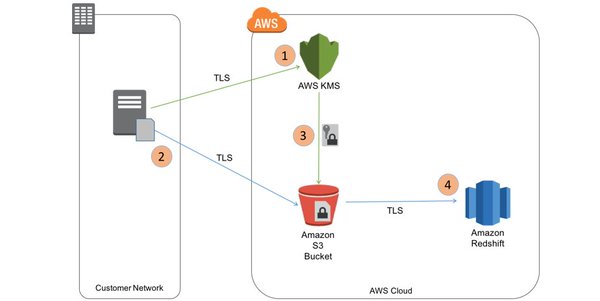 AWS
1
TLS
AWS KMS
3
2
TLS
4
TLS
Amazon
S3
Bucket
Amazon
Redshift
Customer Network
AWS Cloud